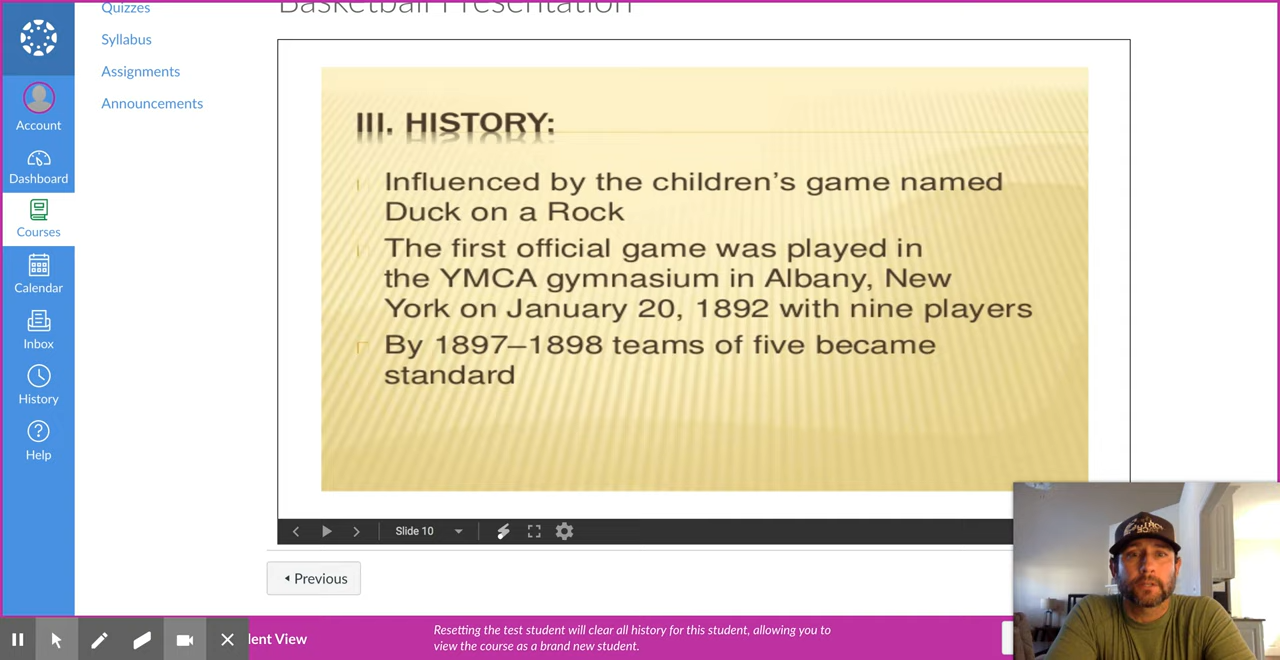 Basketball Presentation
Quizzes
Syllabus
Assignments
Announcements
Account
Dashboard
Courses
Calendar
Inbox
History
Help
III. HISTORY:
Influenced by the children's game named
Duck on a Rock
The first official game was played in
the YMCA gymnasium in Albany, New
York on January 20, 1892 with nine players
By 1897–1898 teams of five became
standard
Slide 10
Previous
dent View
Resetting the test student will clear all history for this student, allowing you to
view the course as a brand new student.